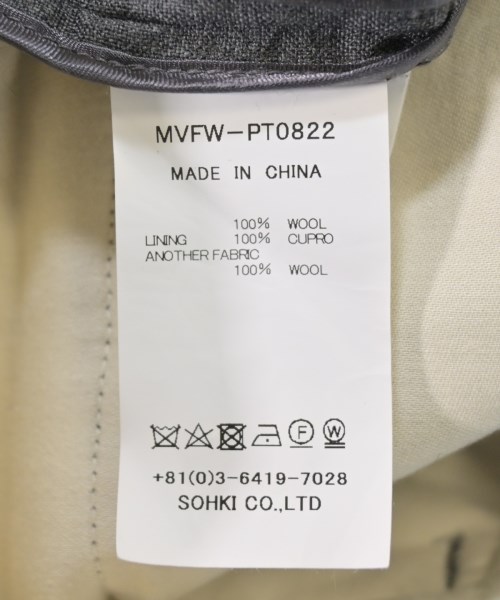 MVFW-PT0822
MADE IN CHINA
100% WOOL
LINING 100% CUPRO
ANOTHER FABRIC
100% WOOL
F W
+81(0)3-6419-7028
SOHKI CO.,LTD